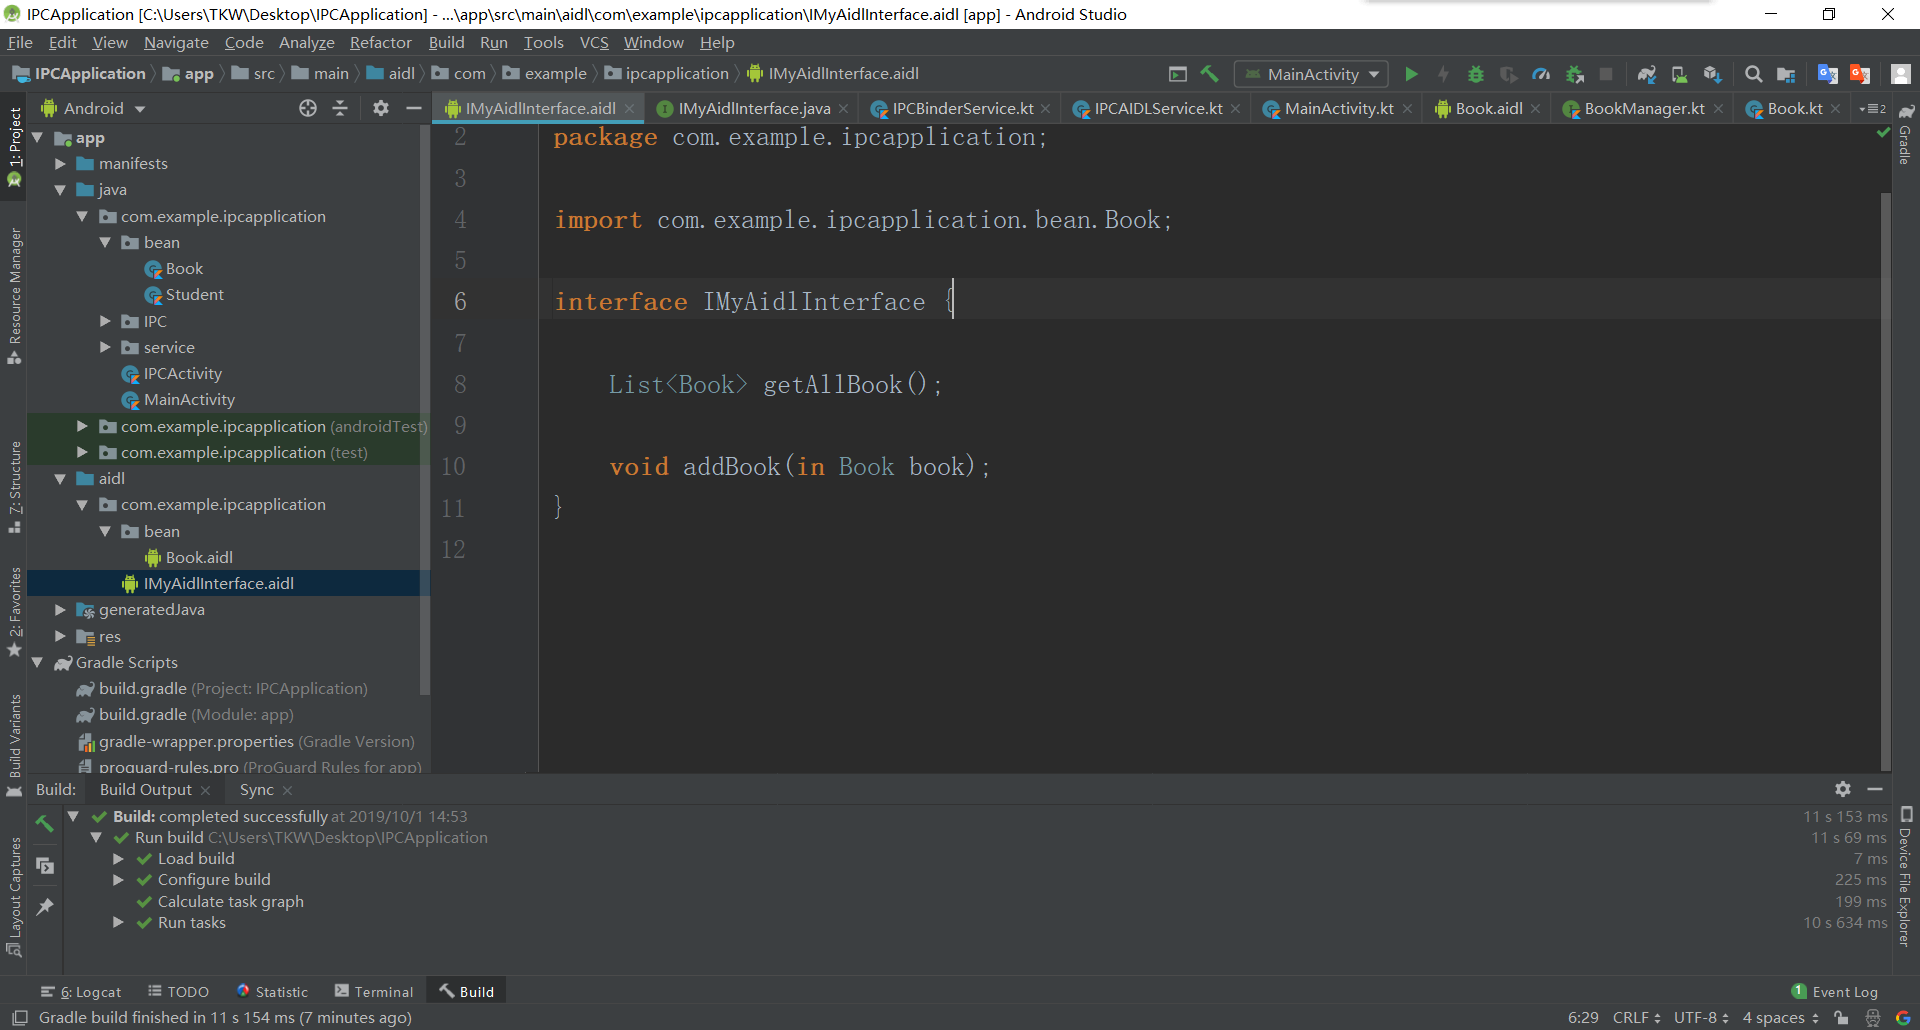 IPCApplication [C:\Users\TKW\Desktop\IPCApplication] - ...\app\src\main\aidl\com\example\ipcapplication\IMyAidlInterface.aidl [app] - Android Studio
File Edit View Navigate Code Analyze Refactor Build Run Tools VCS Window Help
IPCApplication app src main aidl com example ipcapplication IMyAidlInterface.aidl
MainActivity
Android
IMyAidlInterface.aidl IMyAidlInterface.java IPCBinderService.kt IPCAIDLService.kt MainActivity.kt Book.aidl BookManager.kt Book.kt 2
1: Project
Resource Manager
7: Structure
2: Favorites
Build Variants
Layout Captures
app
manifests
java
com.example.ipcapplication
bean
Book
Student
IPC
service
IPCActivity
MainActivity
com.example.ipcapplication (androidTest)
com.example.ipcapplication (test)
aidl
com.example.ipcapplication
bean
Book.aidl
IMyAidlInterface.aidl
generatedJava
res
Gradle Scripts
build.gradle (Project: IPCApplication)
build.gradle (Module: app)
gradle-wrapper.properties (Gradle Version)
proguard-rules.pro (ProGuard Rules for app)
2 package com.example.ipcapplication;
3
4 import com.example.ipcapplication.bean.Book;
5
6 interface IMyAidlInterface {
7
8 List<Book> getAllBook();
9
10 void addBook(in Book book);
11 }
12
Gradle
Device File Explorer
Build: Build Output Sync
Build: completed successfully at 2019/10/1 14:53 11 s 153 ms
Run build C:\Users\TKW\Desktop\IPCApplication 11 s 69 ms
Load build 7 ms
Configure build 225 ms
Calculate task graph 199 ms
Run tasks 10 s 634 ms
6: Logcat TODO Statistic Terminal Build 1 Event Log
Gradle build finished in 11 s 154 ms (7 minutes ago) 6:29 CRLF UTF-8 4 spaces